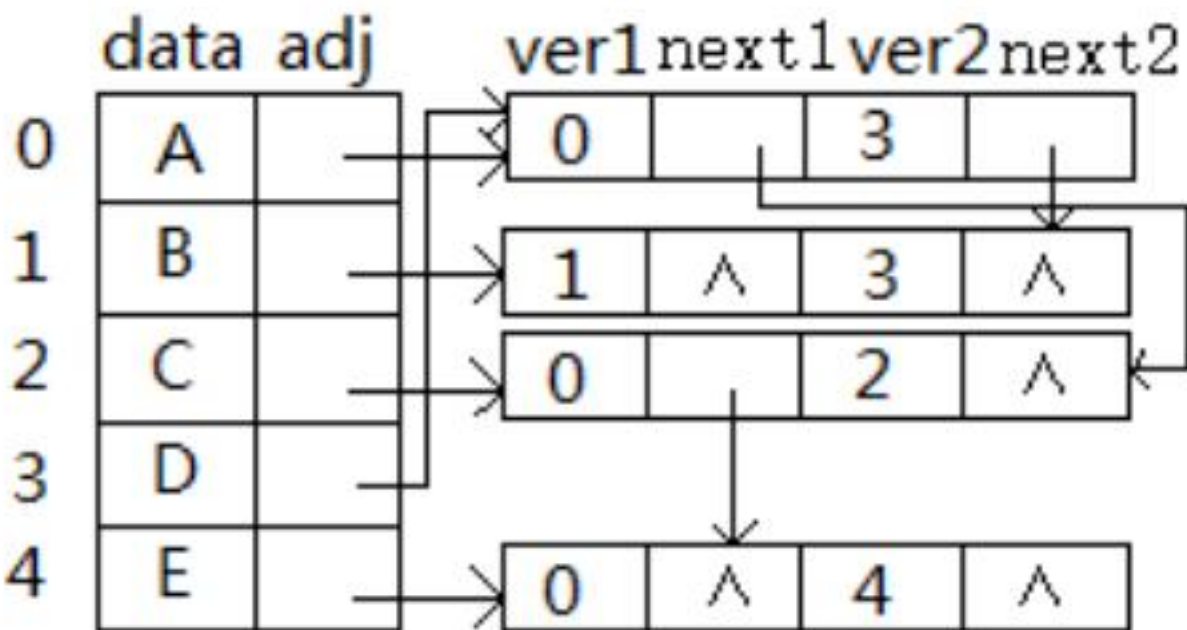 data adj ver1 next1 ver2 next2
0 A 0 3
1 B 1 ∧ 3 ∧
2 C 0 2 ∧
3 D
4 E 0 ∧ 4 ∧